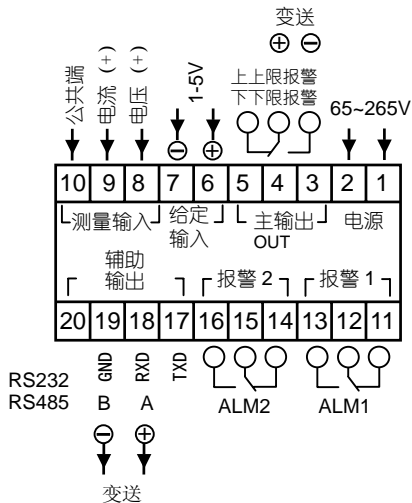 变送
⊕ ⊖
公共端
电流（+）
电压（+）
1-5V
上上限报警
下下限报警
65~265V
⊖ ⊕
10 9 8 7 6 5 4 3 2 1
测量输入 给定输入 主输出 OUT 电源
辅助输出 报警 2 报警 1
20 19 18 17 16 15 14 13 12 11
GND RXD TXD
RS232
RS485 B A
ALM2 ALM1
⊖ ⊕
变送